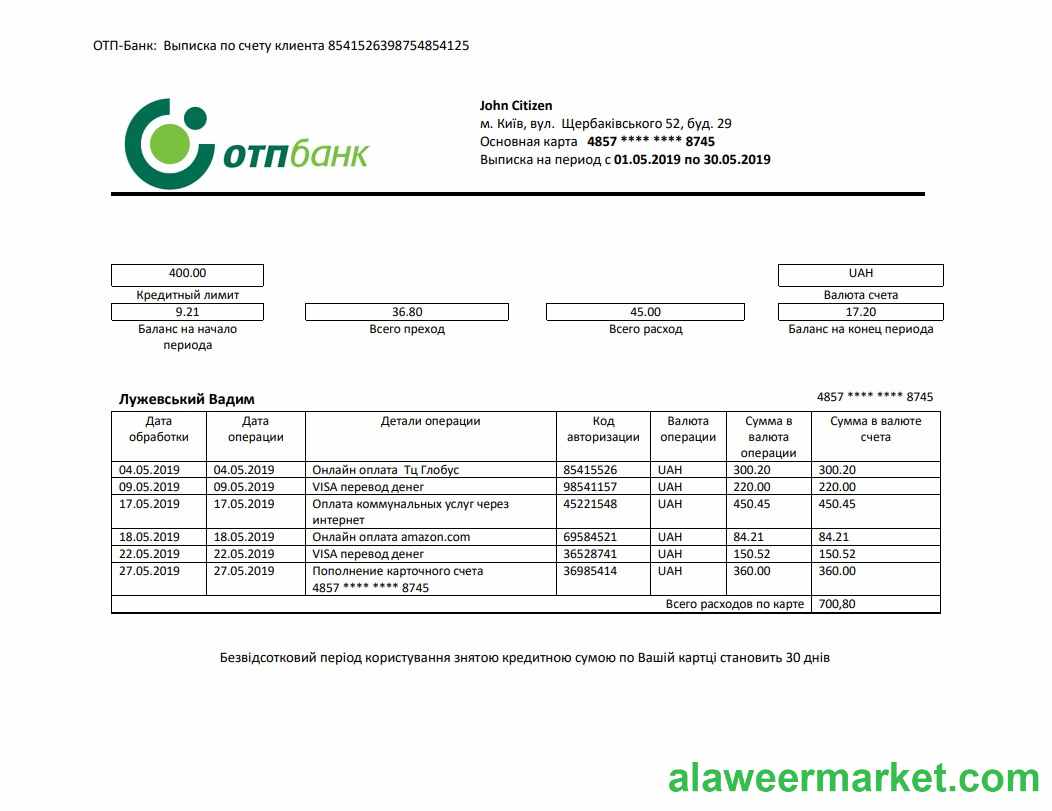 ОТП-Банк:  Выписка по счету клиента 8541526398754854125
отпбанк
John Citizen
м. Київ, вул.  Щербаківського 52, буд. 29
Основная карта  4857 **** **** 8745
Выписка на период с 01.05.2019 по 30.05.2019
400.00 UAH
Кредитный лимит Валюта счета
9.21 36.80 45.00 17.20
Баланс на начало Всего преход Всего расход Баланс на конец периода
периода
Лужевський Вадим 4857 **** **** 8745
Дата Дата Детали операции Код Валюта Сумма в Сумма в валюте
обработки операции авторизации операции валюта счета
операции
04.05.2019 04.05.2019 Онлайн оплата  Тц Глобус 85415526 UAH 300.20 300.20
09.05.2019 09.05.2019 VISA перевод денег 98541157 UAH 220.00 220.00
17.05.2019 17.05.2019 Оплата коммунальных услуг через 45221548 UAH 450.45 450.45
интернет
18.05.2019 18.05.2019 Онлайн оплата amazon.com 69584521 UAH 84.21 84.21
22.05.2019 22.05.2019 VISA перевод денег 36528741 UAH 150.52 150.52
27.05.2019 27.05.2019 Пополнение карточного счета 36985414 UAH 360.00 360.00
4857 **** **** 8745
Всего расходов по карте 700,80
Безвідсотковий період користування знятою кредитною сумою по Вашій картці становить 30 днів
alaweermarket.com